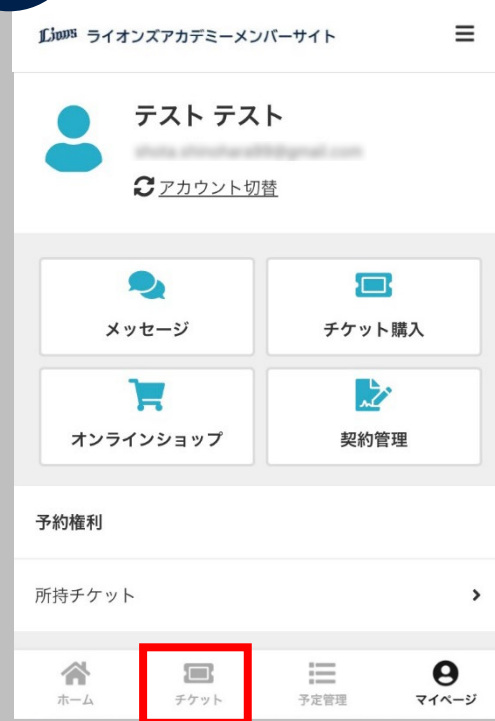 Lions ライオンズアカデミーメンバーサイト
テスト テスト
アカウント切替
メッセージ
チケット購入
オンラインショップ
契約管理
予約権利
所持チケット
ホーム
チケット
予定管理
マイページ